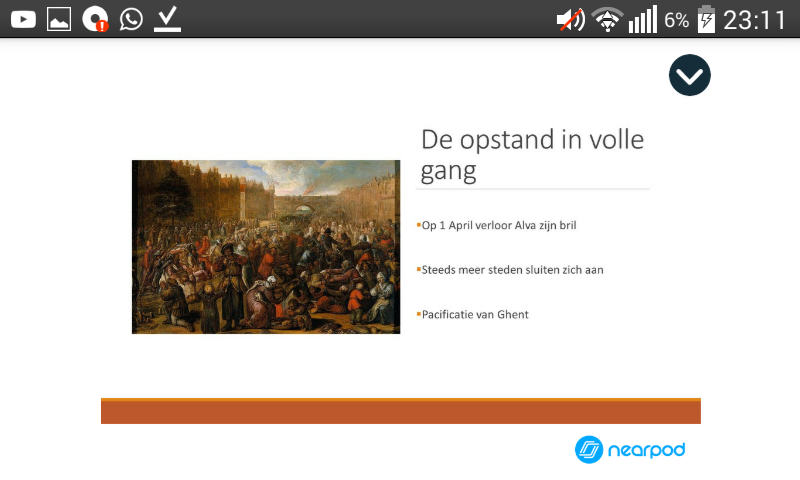 6% 23:11
De opstand in volle
gang
▪Op 1 April verloor Alva zijn bril
▪Steeds meer steden sluiten zich aan
▪Pacificatie van Ghent
nearpod